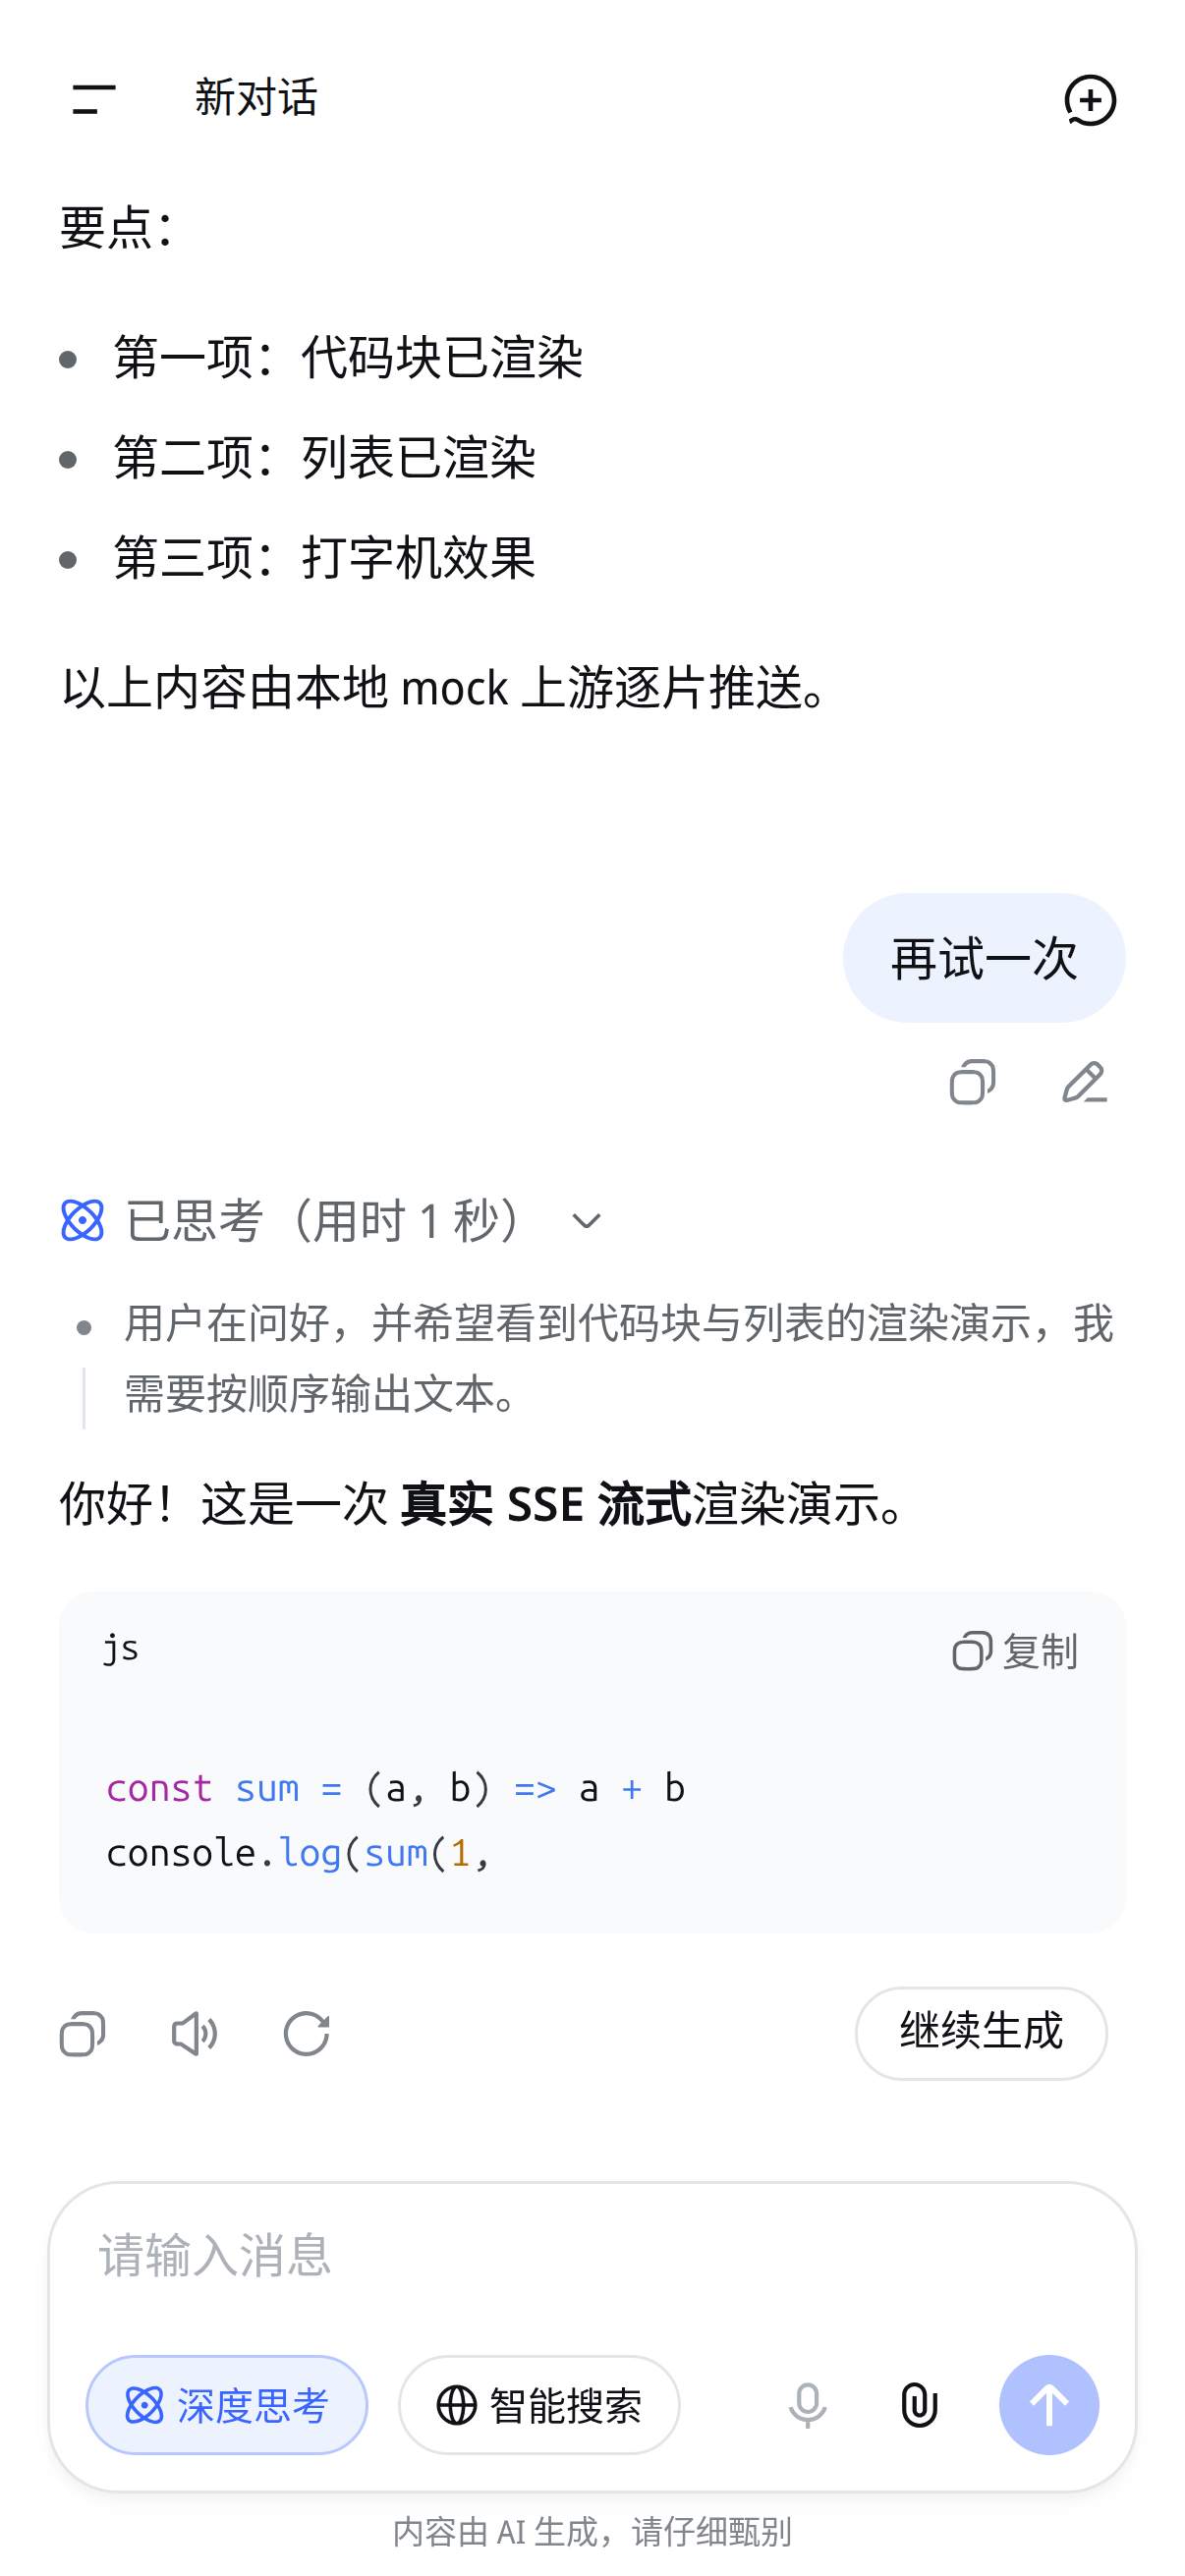 新对话
要点：
第一项：代码块已渲染
第二项：列表已渲染
第三项：打字机效果
以上内容由本地 mock 上游逐片推送。
再试一次
已思考（用时 1 秒）
用户在问好，并希望看到代码块与列表的渲染演示，我
需要按顺序输出文本。
你好！这是一次 真实 SSE 流式渲染演示。
js 复制
const sum = (a, b) => a + b
console.log(sum(1,
继续生成
请输入消息
深度思考 智能搜索
内容由 AI 生成，请仔细甄别